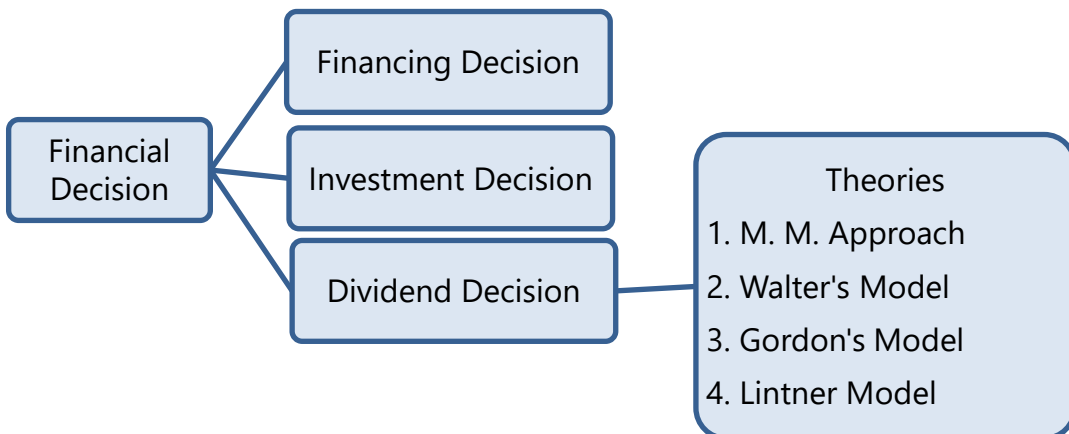 Financial
Decision
Financing Decision
Investment Decision
Dividend Decision
Theories
1. M. M. Approach
2. Walter's Model
3. Gordon's Model
4. Lintner Model